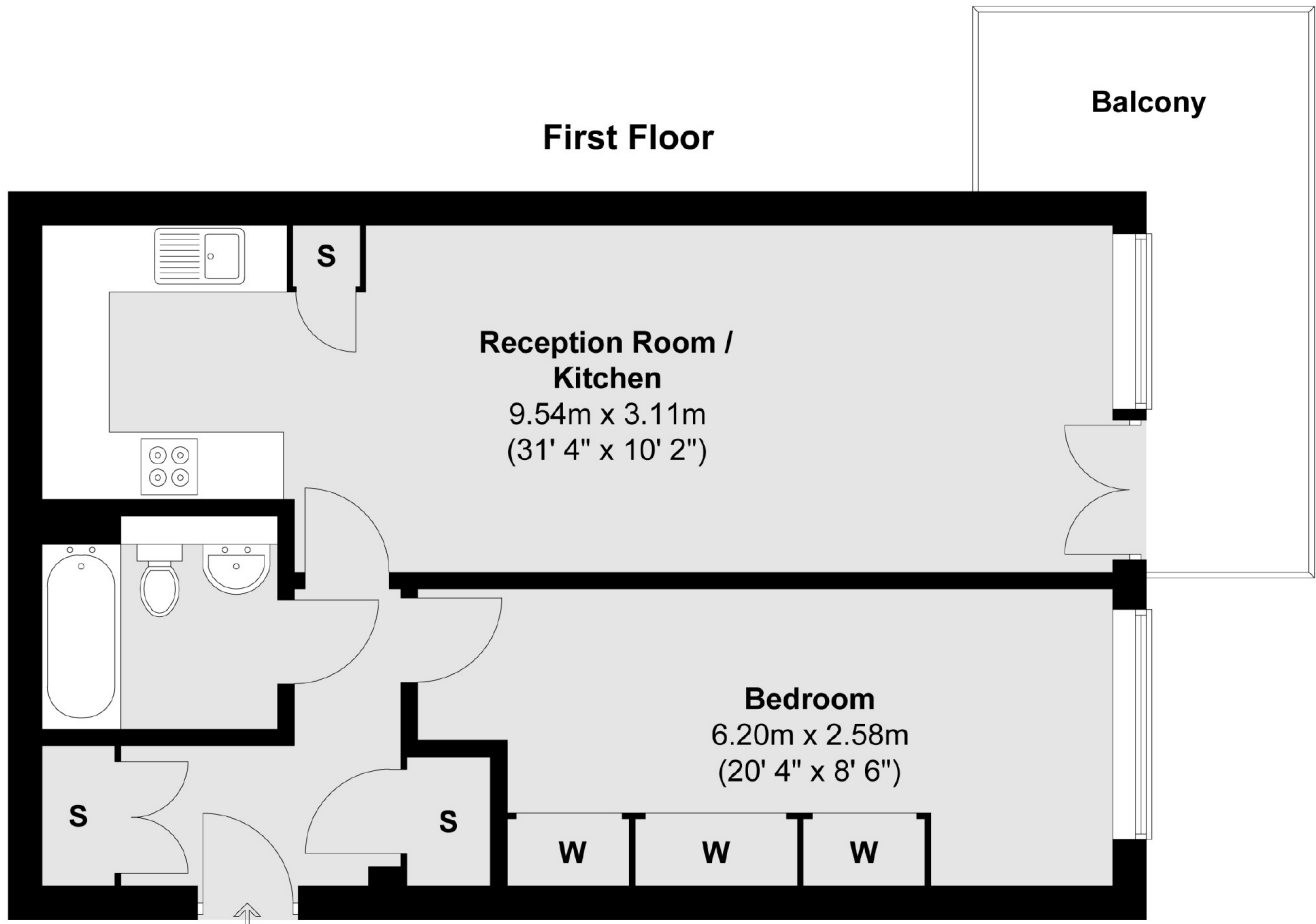 Balcony
First Floor
S
Reception Room /
Kitchen
9.54m x 3.11m
(31' 4" x 10' 2")
Bedroom
6.20m x 2.58m
(20' 4" x 8' 6")
S
S
W
W
W